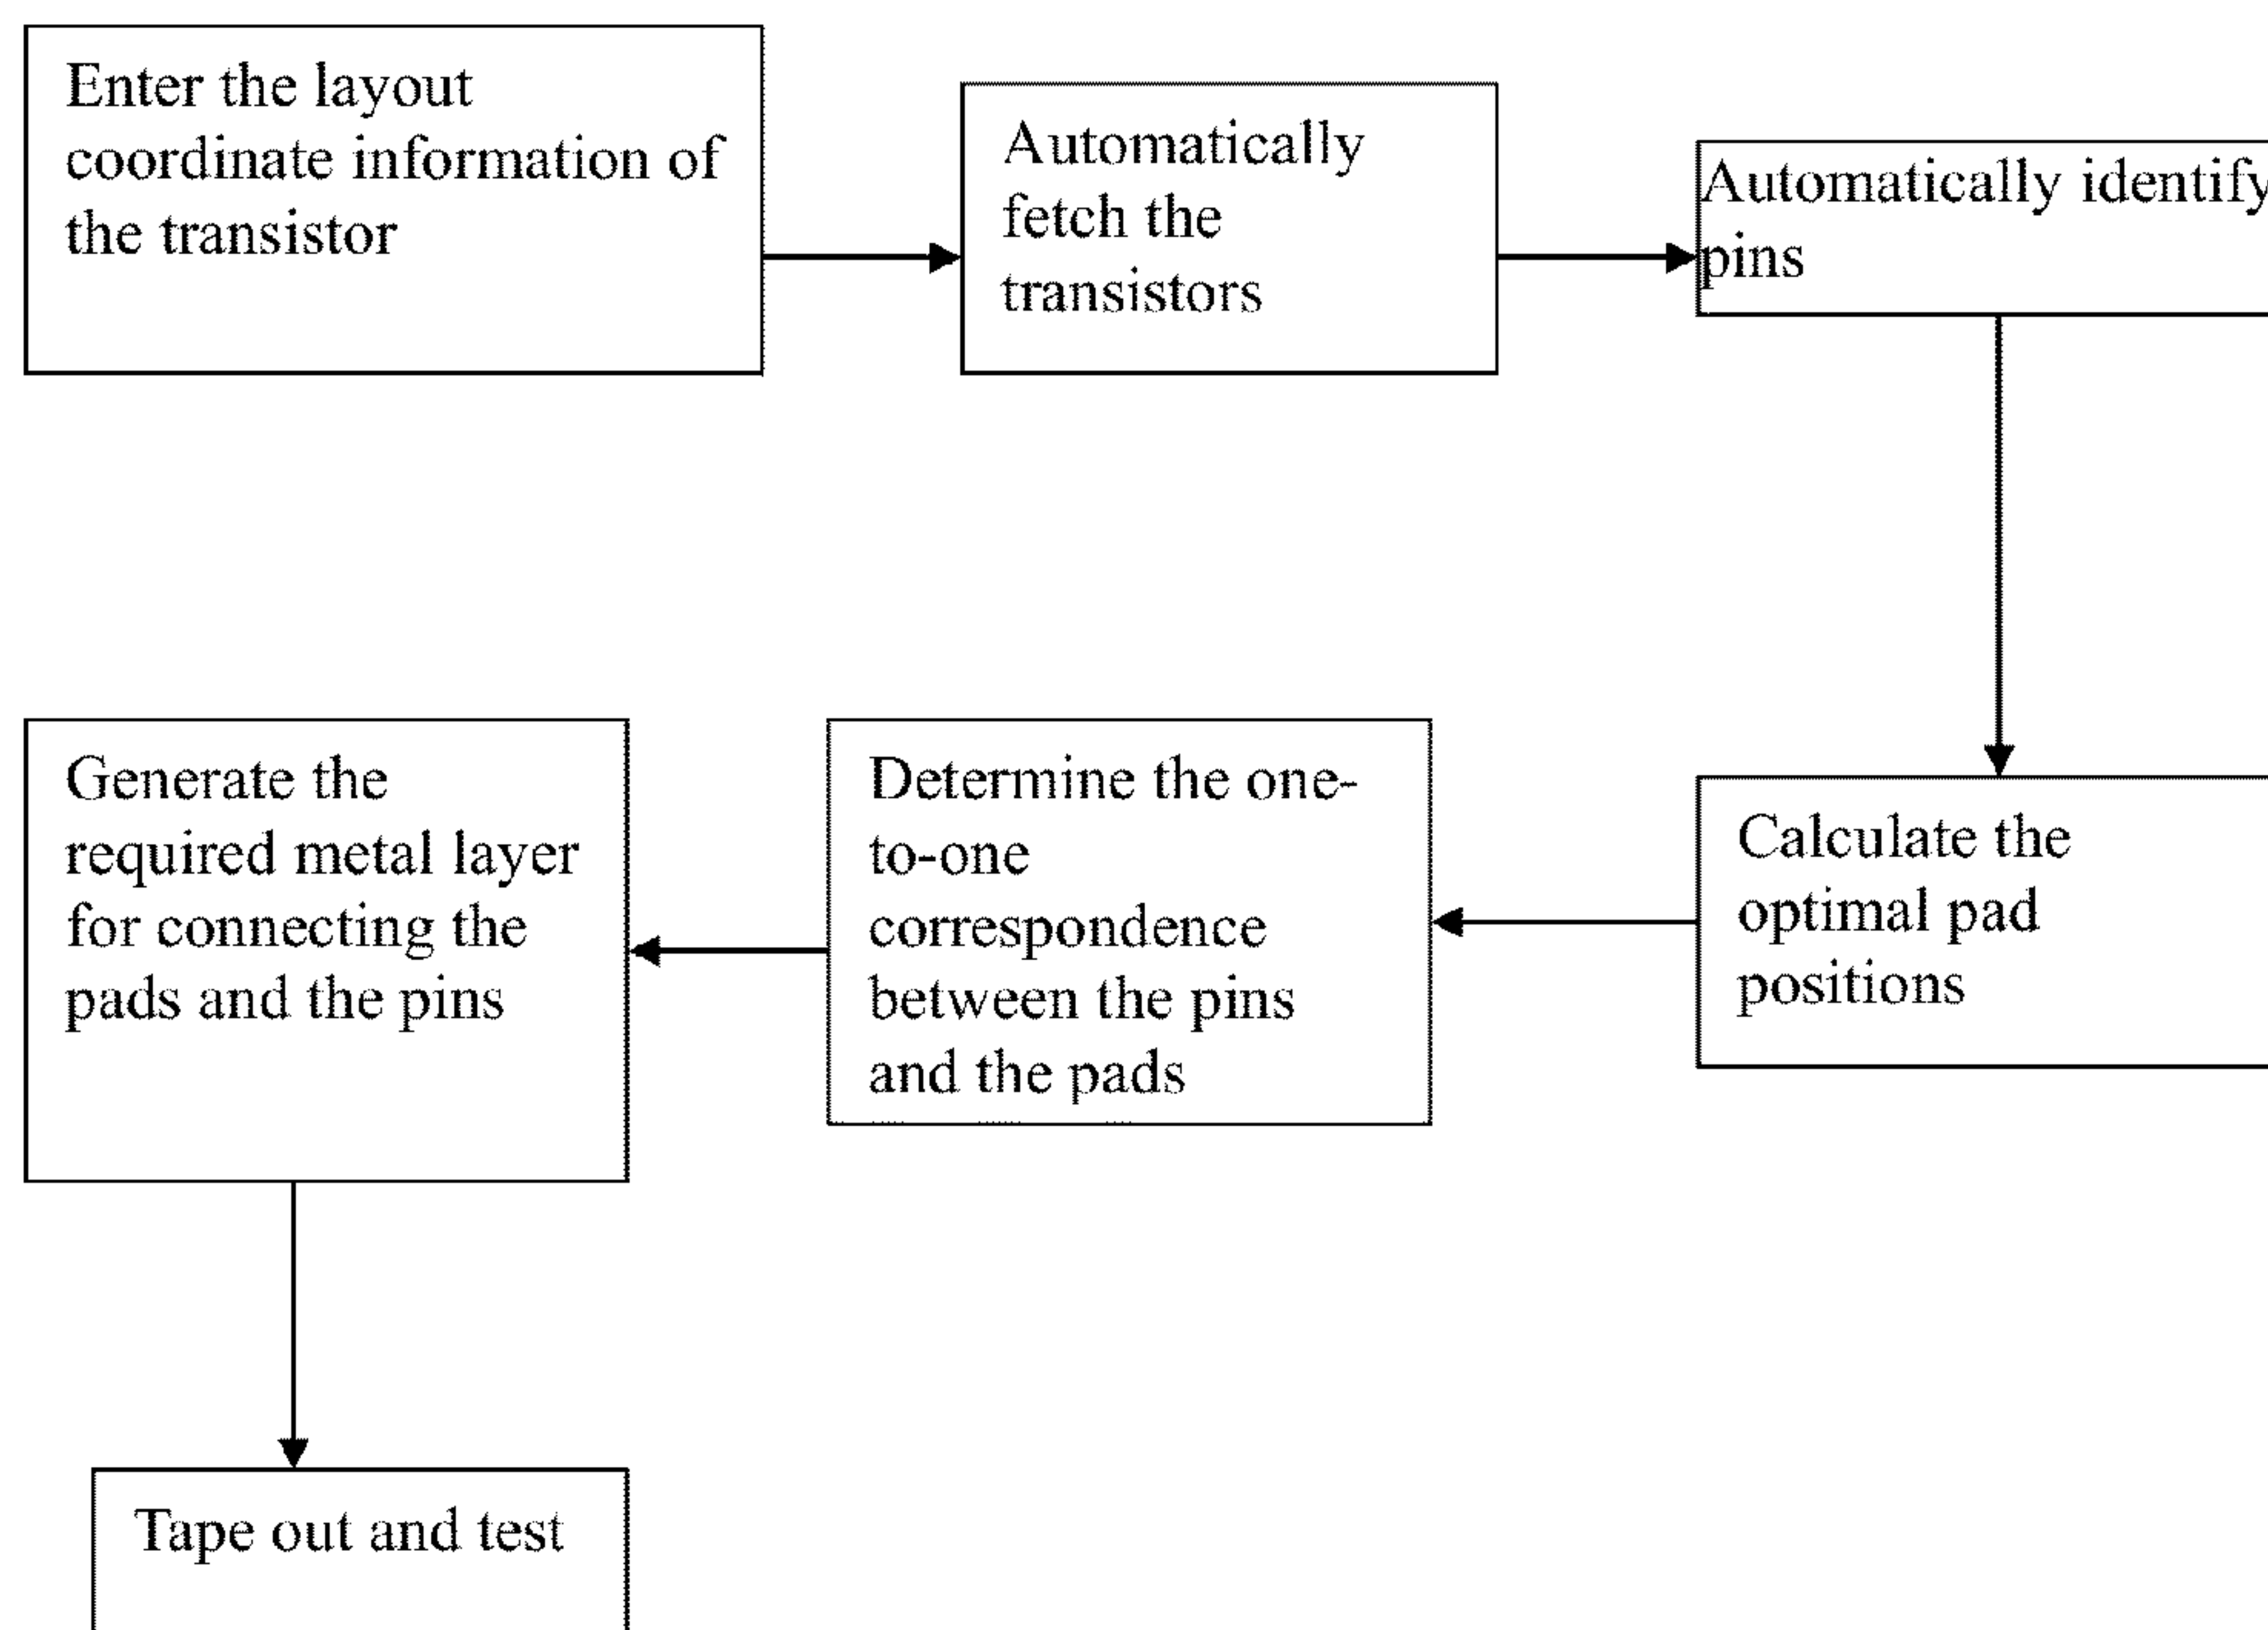 Enter the layout
coordinate information of
the transistor
Automatically
fetch the
transistors
Automatically identify
pins
Calculate the
optimal pad
positions
Determine the one-
to-one
correspondence
between the pins
and the pads
Generate the
required metal layer
for connecting the
pads and the pins
Tape out and test